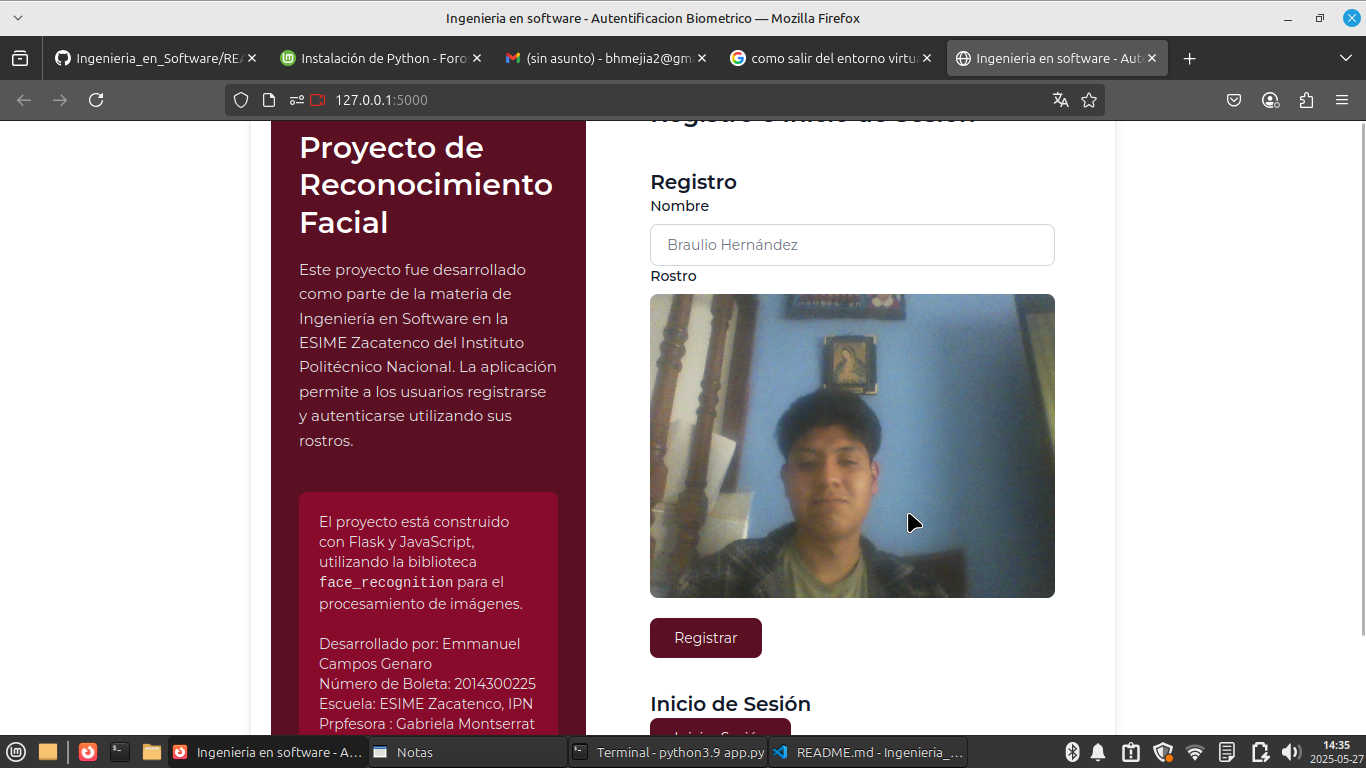 Ingenieria en software - Autentificacion Biometrico — Mozilla Firefox
Ingenieria_en_Software/REA
Instalación de Python - Foro
(sin asunto) - bhmejia2@gm
como salir del entorno virtu
Ingenieria en software - Aut
127.0.0.1:5000
Proyecto de
Reconocimiento
Facial
Este proyecto fue desarrollado
como parte de la materia de
Ingeniería en Software en la
ESIME Zacatenco del Instituto
Politécnico Nacional. La aplicación
permite a los usuarios registrarse
y autenticarse utilizando sus
rostros.
El proyecto está construido
con Flask y JavaScript,
utilizando la biblioteca
face_recognition para el
procesamiento de imágenes.
Desarrollado por: Emmanuel
Campos Genaro
Número de Boleta: 2014300225
Escuela: ESIME Zacatenco, IPN
Prpfesora : Gabriela Montserrat
Registro o Inicio de Sesión
Registro
Nombre
Braulio Hernández
Rostro
Registrar
Inicio de Sesión
Iniciar Sesión
Ingenieria en software - A...
Notas
Terminal - python3.9 app.py
README.md - Ingenieria_...
14:35
2025-05-27